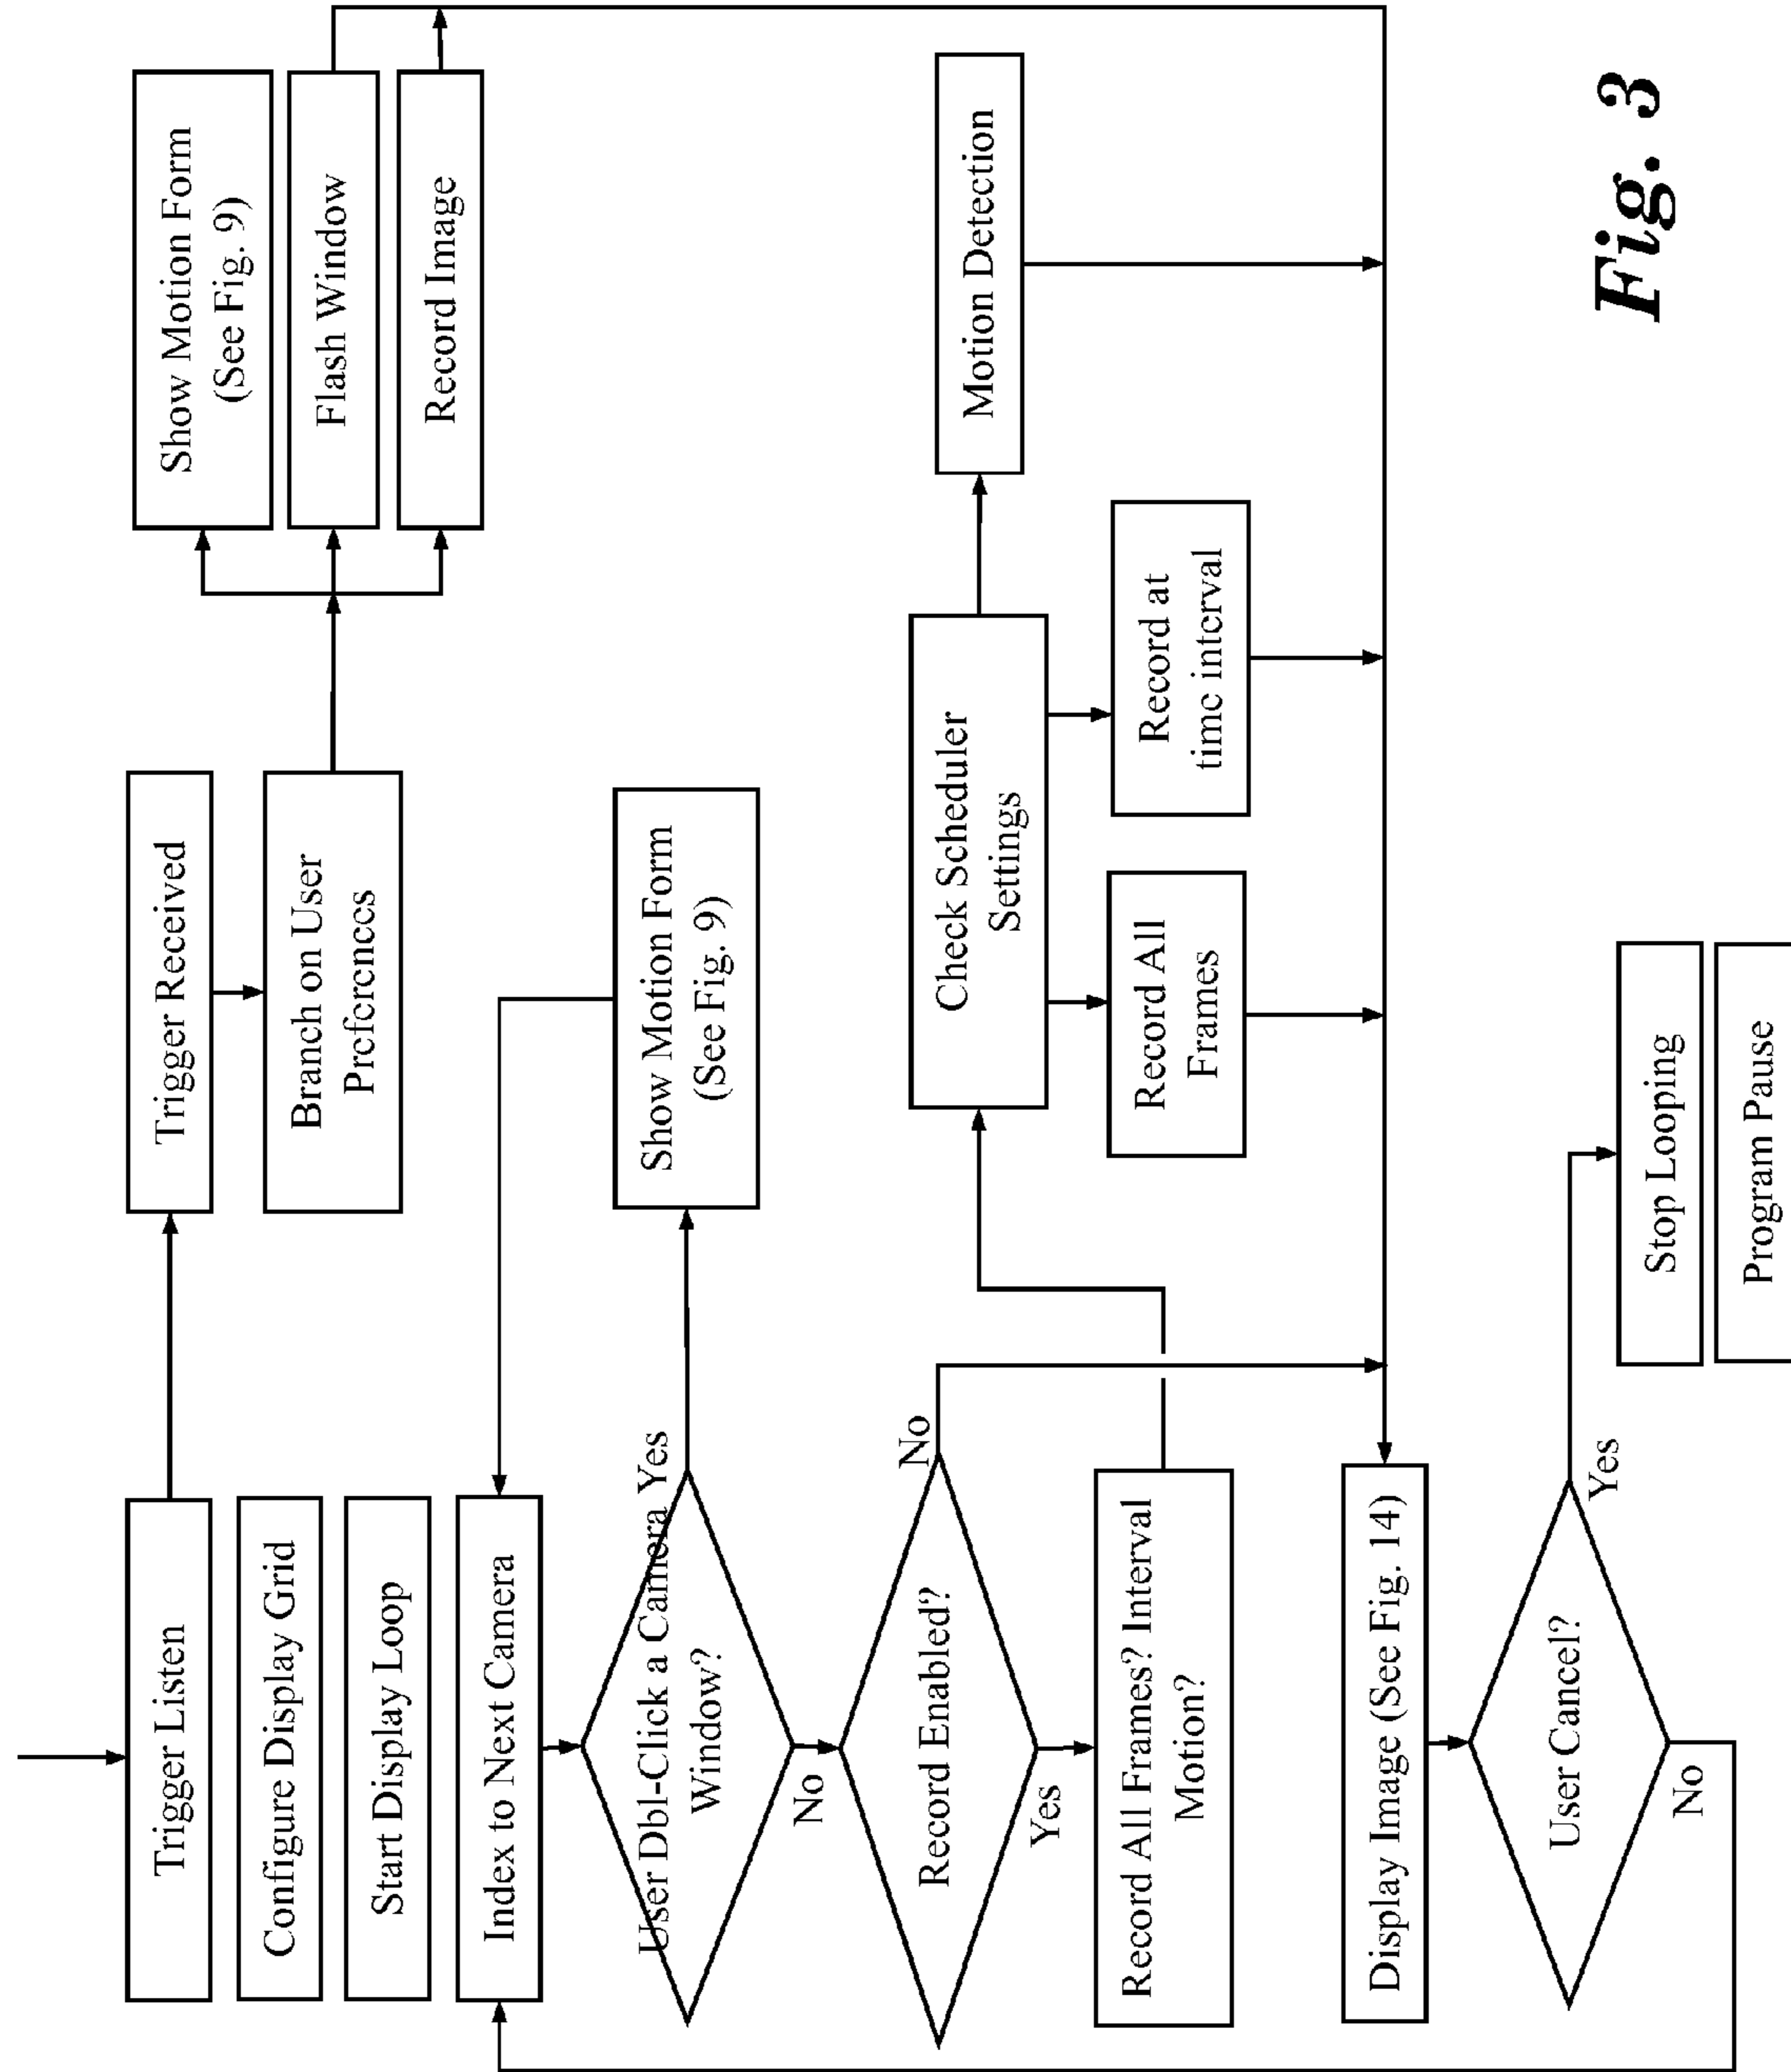 Trigger Listen
Configure Display Grid
Start Display Loop
Index to Next Camera
User Dbl-Click a Camera
Window?
Yes
No
Record Enabled?
No
Yes
Record All Frames? Interval
Motion?
Display Image (See Fig. 14)
User Cancel?
Yes
No
Trigger Received
Branch on User
Preferences
Show Motion Form
(See Fig. 9)
Check Scheduler
Settings
Record All
Frames
Record at
time interval
Stop Looping
Program Pause
Show Motion Form
(See Fig. 9)
Flash Window
Record Image
Motion Detection
Fig. 3